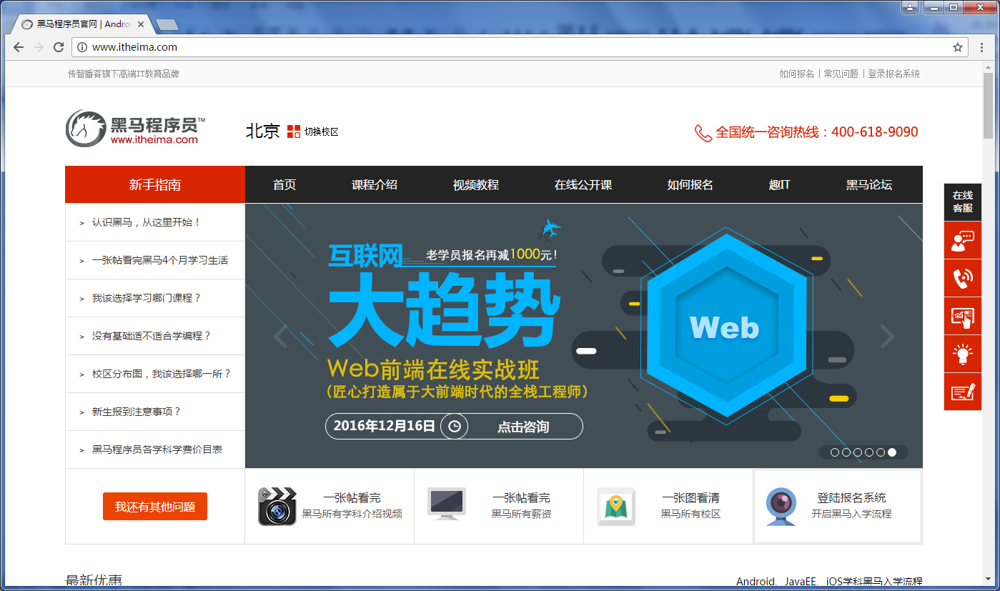 黑马程序员官网 | Andro
www.itheima.com
传智播客旗下高端IT教育品牌
如何报名 | 常见问题 | 登录报名系统
黑马程序员™
www.itheima.com
北京 切换校区
全国统一咨询热线：400-618-9090
新手指南 首页 课程介绍 视频教程 在线公开课 如何报名 趣IT 黑马论坛
> 认识黑马，从这里开始！
> 一张帖看完黑马4个月学习生活
> 我该选择学习哪门课程？
> 没有基础适不适合学编程？
> 校区分布图，我该选择哪一所？
> 新生报到注意事项？
> 黑马程序员各学科学费价目表
我还有其他问题
互联网 老学员报名再减1000元！
大趋势
Web前端在线实战班
（匠心打造属于大前端时代的全栈工程师）
2016年12月16日 点击咨询
Web
在线
客服
一张帖看完
黑马所有学科介绍视频
一张帖看完
黑马所有薪资
一张图看清
黑马所有校区
登陆报名系统
开启黑马入学流程
最新优惠
Android、JavaEE、iOS学科黑马入学流程